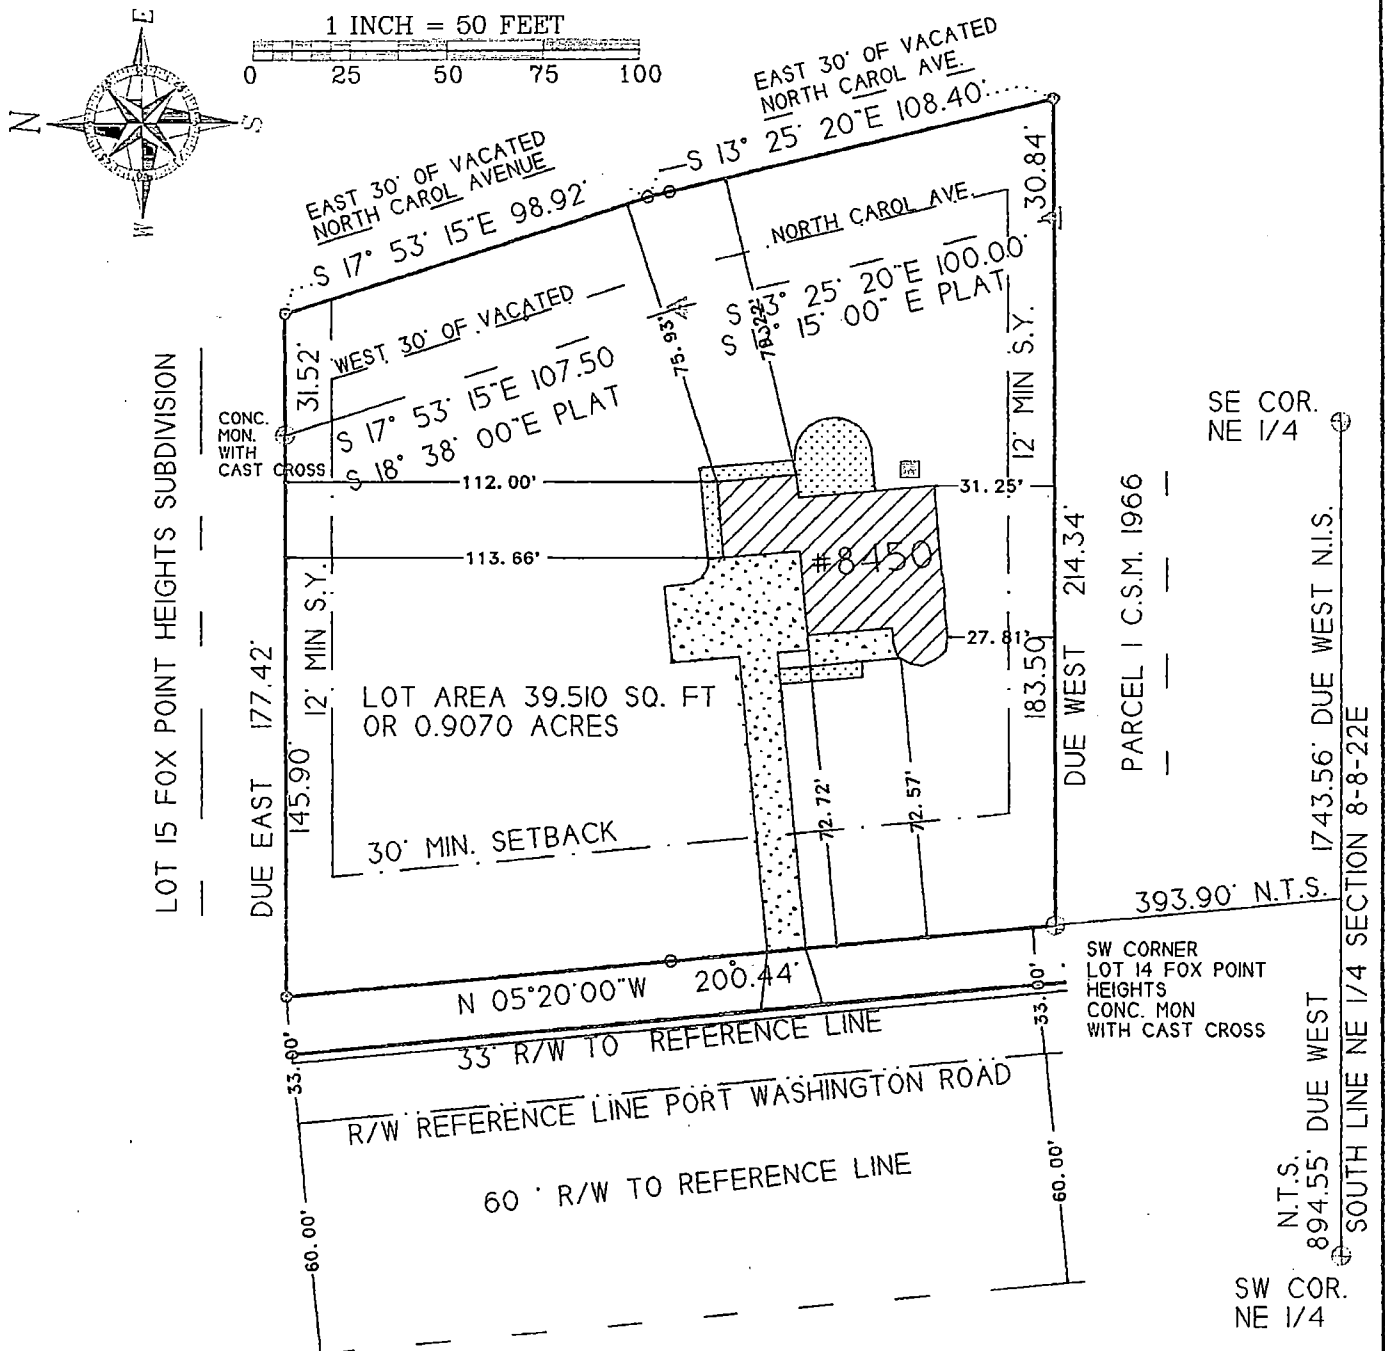 1 INCH = 50 FEET
0 25 50 75 100
E
N
S
W
EAST 30' OF VACATED
NORTH CAROL AVE.
S 13° 25' 20"E 108.40'
EAST 30' OF VACATED
NORTH CAROL AVENUE
S 17° 53' 15"E 98.92'
30.84'
NORTH CAROL AVE.
WEST 30' OF VACATED
S 13° 25' 20"E 100.00'
15' 00" E PLAT
31.52'
S 17° 53' 15"E 107.50
S 18° 38' 00"E PLAT
75.93'
12' MIN S.Y.
CONC.
MON.
WITH
CAST CROSS
LOT 15 FOX POINT HEIGHTS SUBDIVISION
112.00'
31.25'
113.66'
#8450
27.81'
SE COR.
NE 1/4
12' MIN S.Y.
DUE EAST 177.42'
145.90'
LOT AREA 39.510 SQ. FT
OR 0.9070 ACRES
183.50
DUE WEST 214.34'
PARCEL 1 C.S.M. 1966
1743.56' DUE WEST N.I.S.
72.72'
72.57'
30' MIN. SETBACK
393.90' N.T.S.
N 05°20'00"W 200.44'
SW CORNER
LOT 14 FOX POINT
HEIGHTS
CONC. MON
WITH CAST CROSS
33.00'
33.00'
33' R/W TO REFERENCE LINE
R/W REFERENCE LINE PORT WASHINGTON ROAD
60 ' R/W TO REFERENCE LINE
60.00'
60.00'
N.T.S.
894.55' DUE WEST
SOUTH LINE NE 1/4 SECTION 8-8-22E
SW COR.
NE 1/4